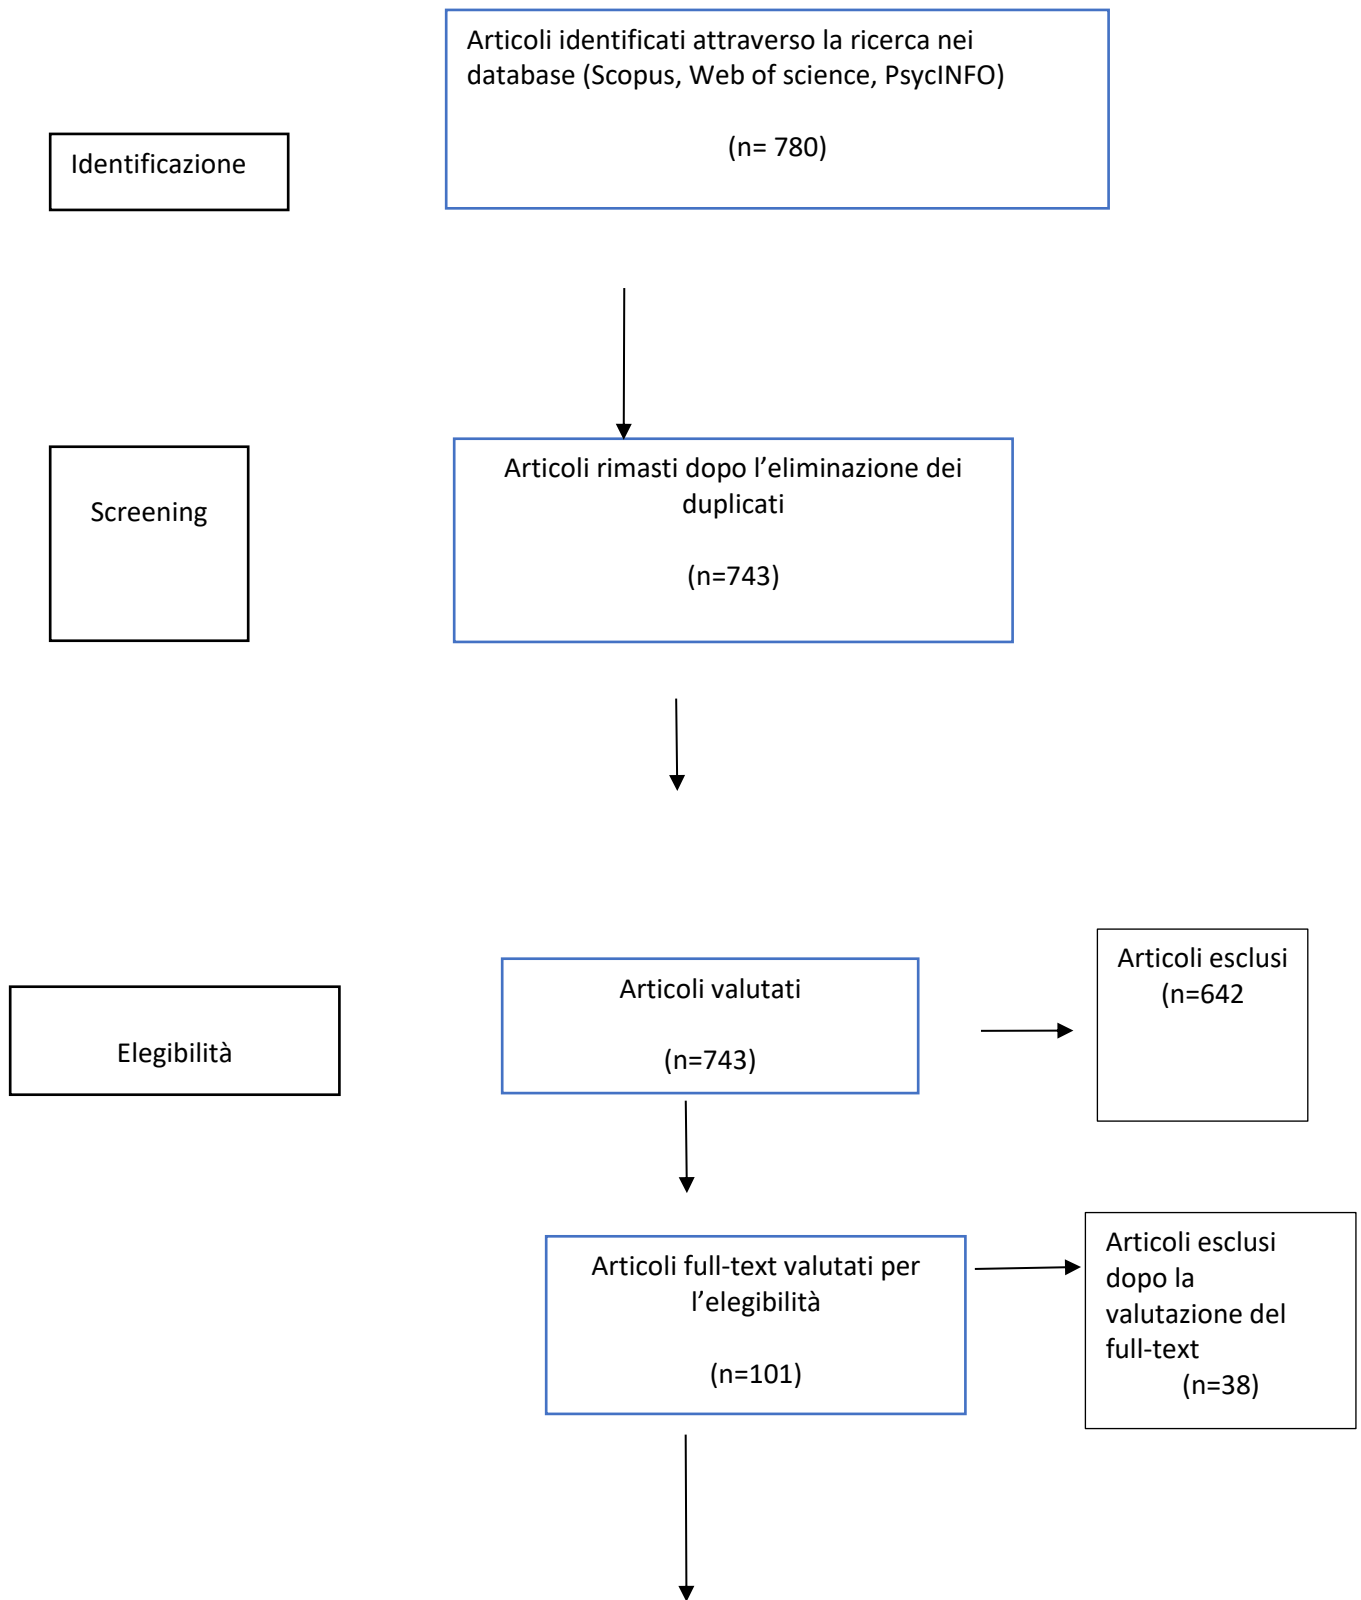 Articoli identificati attraverso la ricerca nei
database (Scopus, Web of science, PsycINFO)
(n= 780)
Identificazione
Articoli rimasti dopo l’eliminazione dei
duplicati
(n=743)
Screening
Articoli valutati
(n=743)
Articoli esclusi
(n=642
Elegibilità
Articoli full-text valutati per
l’elegibilità
(n=101)
Articoli esclusi
dopo la
valutazione del
full-text
(n=38)